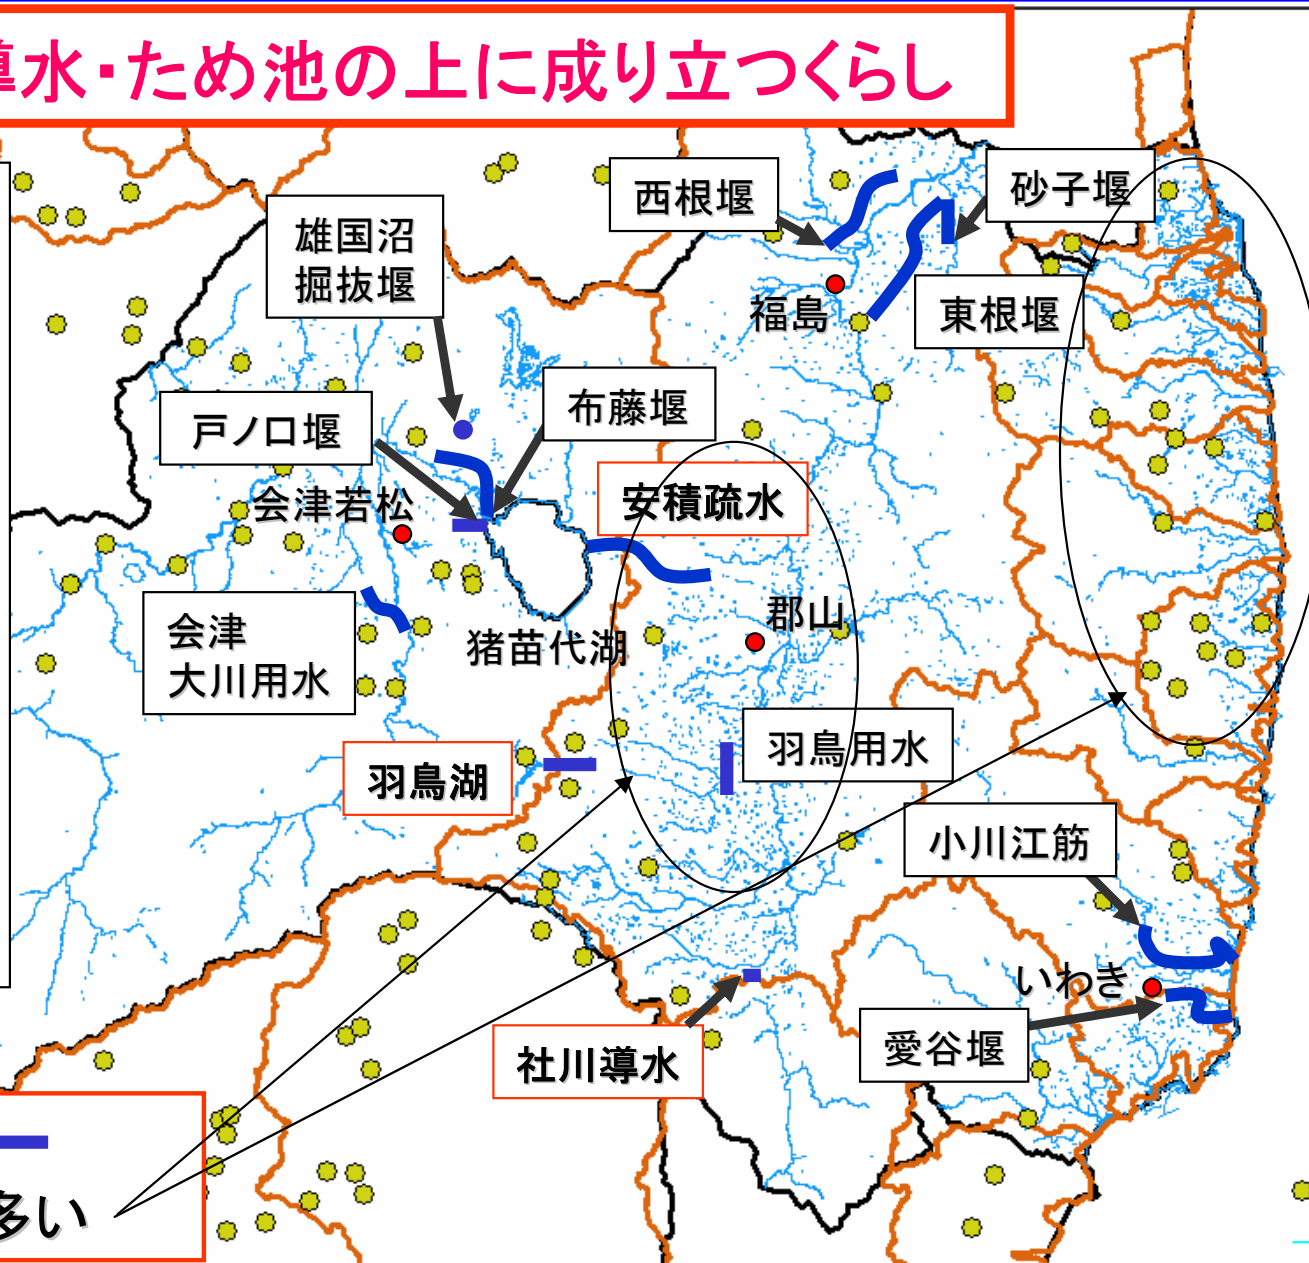 導水・ため池の上に成り立つくらし
西根堰
砂子堰
雄国沼
掘抜堰
福島
東根堰
戸ノ口堰
布藤堰
会津若松
安積疏水
会津
大川用水
猪苗代湖
郡山
羽鳥湖
羽鳥用水
小川江筋
いわき
社川導水
愛谷堰
多い